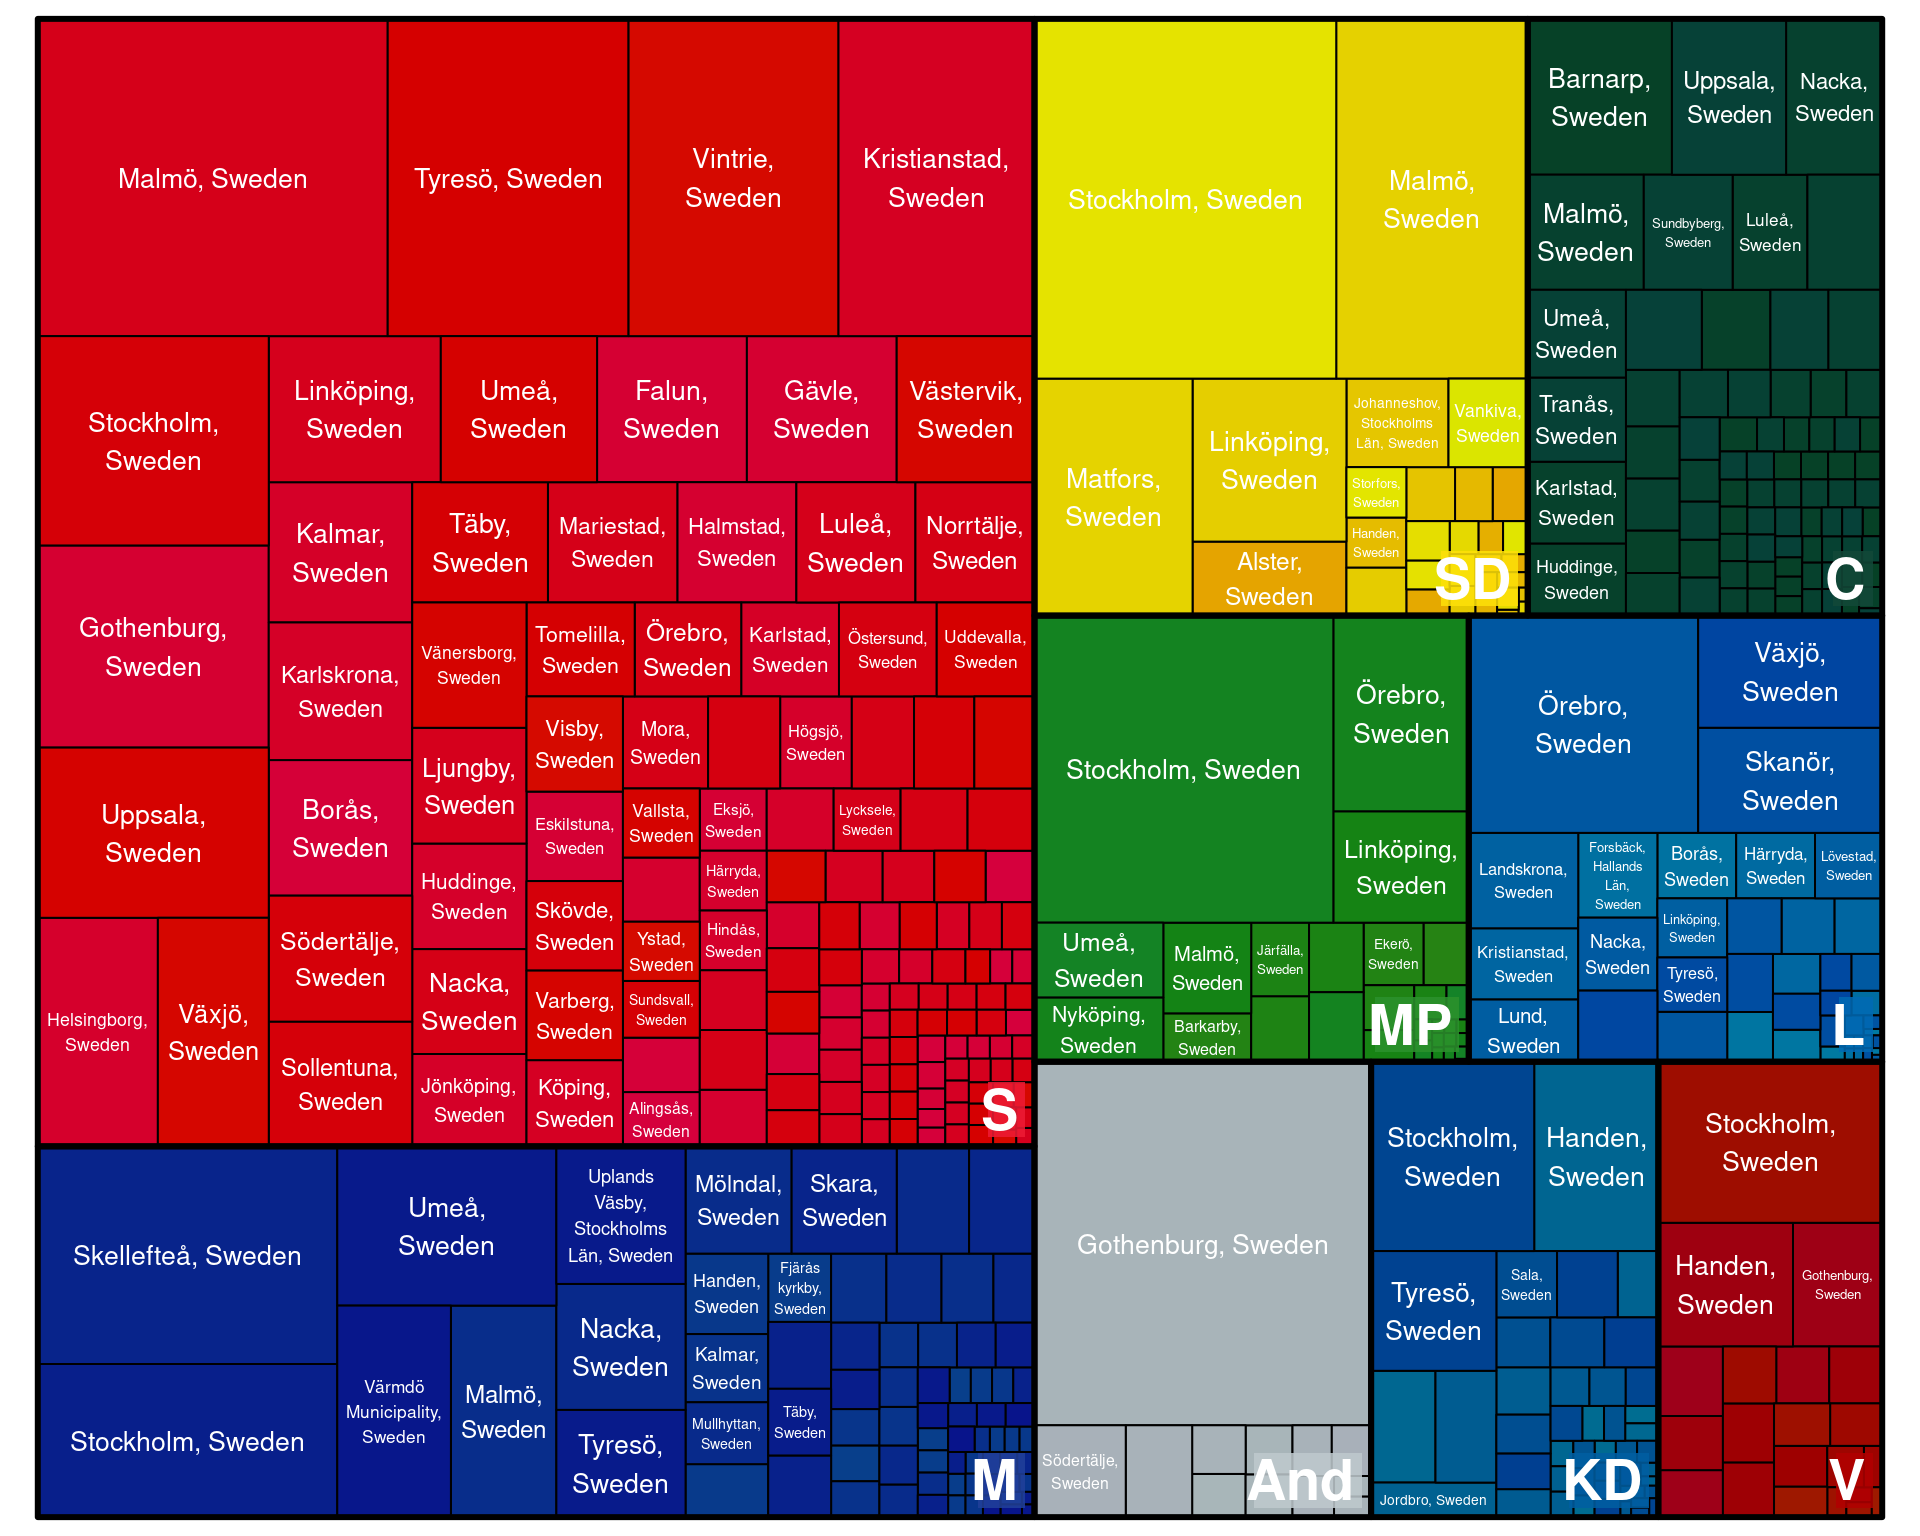 Malmö, Sweden
Tyresö, Sweden
Vintrie,
Sweden
Kristianstad,
Sweden
Stockholm,
Sweden
Linköping,
Sweden
Umeå,
Sweden
Falun,
Sweden
Gävle,
Sweden
Västervik,
Sweden
Gothenburg,
Sweden
Kalmar,
Sweden
Täby,
Sweden
Mariestad,
Sweden
Halmstad,
Sweden
Luleå,
Sweden
Norrtälje,
Sweden
Karlskrona,
Sweden
Vänersborg,
Sweden
Tomelilla,
Sweden
Örebro,
Sweden
Karlstad,
Sweden
Östersund,
Sweden
Uddevalla,
Sweden
Uppsala,
Sweden
Borås,
Sweden
Ljungby,
Sweden
Visby,
Sweden
Mora,
Sweden
Högsjö,
Sweden
Eskilstuna,
Sweden
Vallsta,
Sweden
Eksjö,
Sweden
Lycksele,
Sweden
Huddinge,
Sweden
Härryda,
Sweden
Helsingborg,
Sweden
Växjö,
Sweden
Södertälje,
Sweden
Skövde,
Sweden
Ystad,
Sweden
Hindås,
Sweden
Nacka,
Sweden
Varberg,
Sweden
Sundsvall,
Sweden
Sollentuna,
Sweden
Jönköping,
Sweden
Köping,
Sweden
Alingsås,
Sweden
S
Stockholm, Sweden
Malmö,
Sweden
Matfors,
Sweden
Linköping,
Sweden
Johanneshov,
Stockholms
Län, Sweden
Vankiva,
Sweden
Storfors,
Sweden
Handen,
Sweden
Alster,
Sweden
SD
Barnarp,
Sweden
Uppsala,
Sweden
Nacka,
Sweden
Malmö,
Sweden
Sundbyberg,
Sweden
Luleå,
Sweden
Umeå,
Sweden
Tranås,
Sweden
Karlstad,
Sweden
Huddinge,
Sweden
C
Stockholm, Sweden
Örebro,
Sweden
Linköping,
Sweden
Umeå,
Sweden
Malmö,
Sweden
Järfälla,
Sweden
Ekerö,
Sweden
Nyköping,
Sweden
Barkarby,
Sweden
MP
Örebro,
Sweden
Växjö,
Sweden
Skanör,
Sweden
Landskrona,
Sweden
Forsbäck,
Hallands
Län,
Sweden
Borås,
Sweden
Härryda,
Sweden
Lövestad,
Sweden
Linköping,
Sweden
Kristianstad,
Sweden
Nacka,
Sweden
Tyresö,
Sweden
Lund,
Sweden
L
Skellefteå, Sweden
Umeå,
Sweden
Uplands
Väsby,
Stockholms
Län, Sweden
Mölndal,
Sweden
Skara,
Sweden
Handen,
Sweden
Fjärås
kyrkby,
Sweden
Nacka,
Sweden
Kalmar,
Sweden
Stockholm, Sweden
Värmdö
Municipality,
Sweden
Malmö,
Sweden
Mullhyttan,
Sweden
Täby,
Sweden
Tyresö,
Sweden
M
Gothenburg, Sweden
Södertälje,
Sweden
And
Stockholm,
Sweden
Handen,
Sweden
Tyresö,
Sweden
Sala,
Sweden
Jordbro, Sweden
KD
Stockholm,
Sweden
Handen,
Sweden
Gothenburg,
Sweden
V